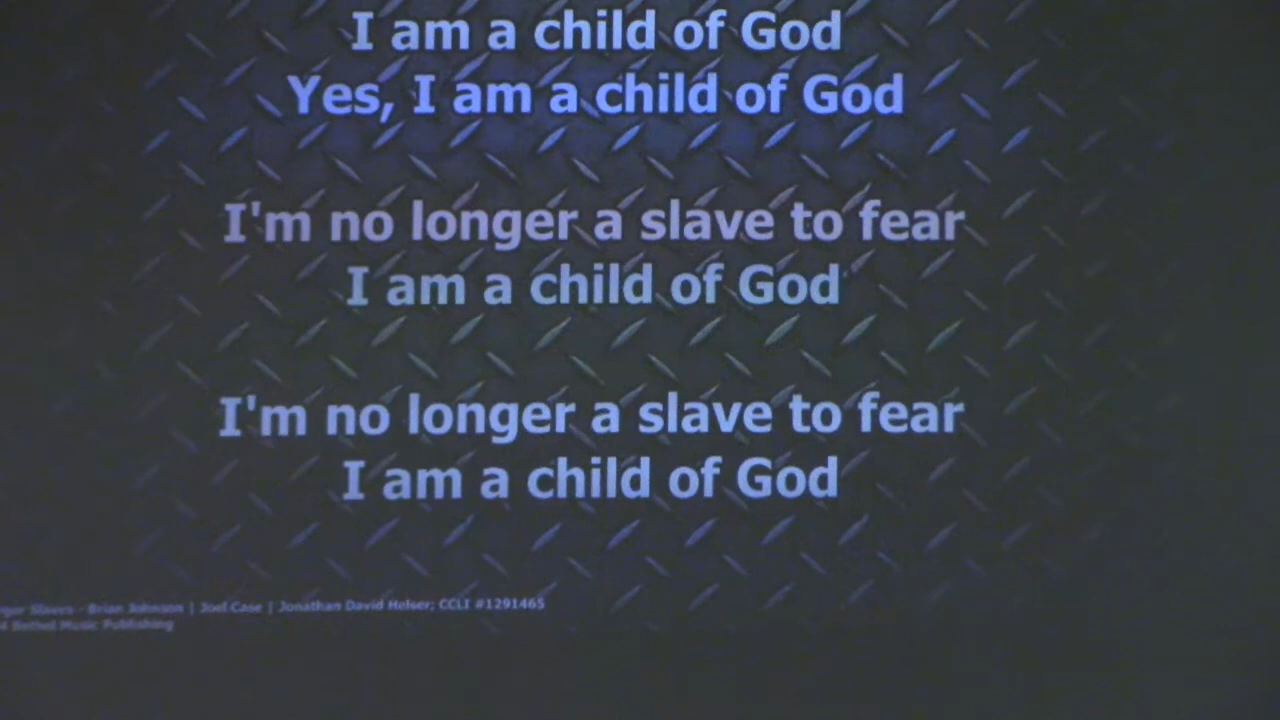 I am a child of God
Yes, I am a child of God
I'm no longer a slave to fear
I am a child of God
I'm no longer a slave to fear
I am a child of God
Slaves - Brian Johnson | Joel Case | Jonathan David Helser; CCLI #1291465
Bethel Music Publishing